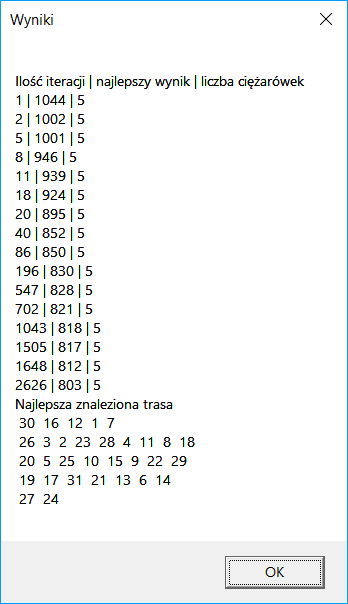 Wyniki
Ilość iteracji | najlepszy wynik | liczba ciężarówek
1 | 1044 | 5
2 | 1002 | 5
5 | 1001 | 5
8 | 946 | 5
11 | 939 | 5
18 | 924 | 5
20 | 895 | 5
40 | 852 | 5
86 | 850 | 5
196 | 830 | 5
547 | 828 | 5
702 | 821 | 5
1043 | 818 | 5
1505 | 817 | 5
1648 | 812 | 5
2626 | 803 | 5
Najlepsza znaleziona trasa
30 16 12 1 7
26 3 2 23 28 4 11 8 18
20 5 25 10 15 9 22 29
19 17 31 21 13 6 14
27 24
OK